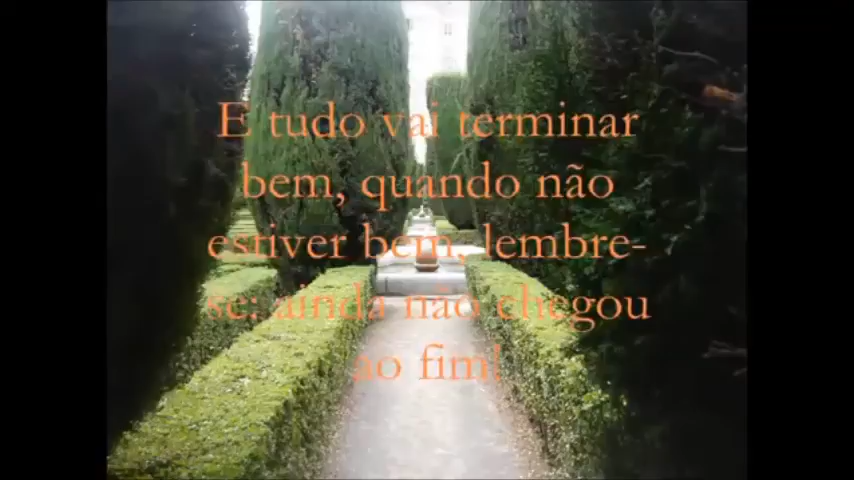 E tudo vai terminar
bem, quando não
estiver bem, lembre-
se: ainda não chegou
ao fim!